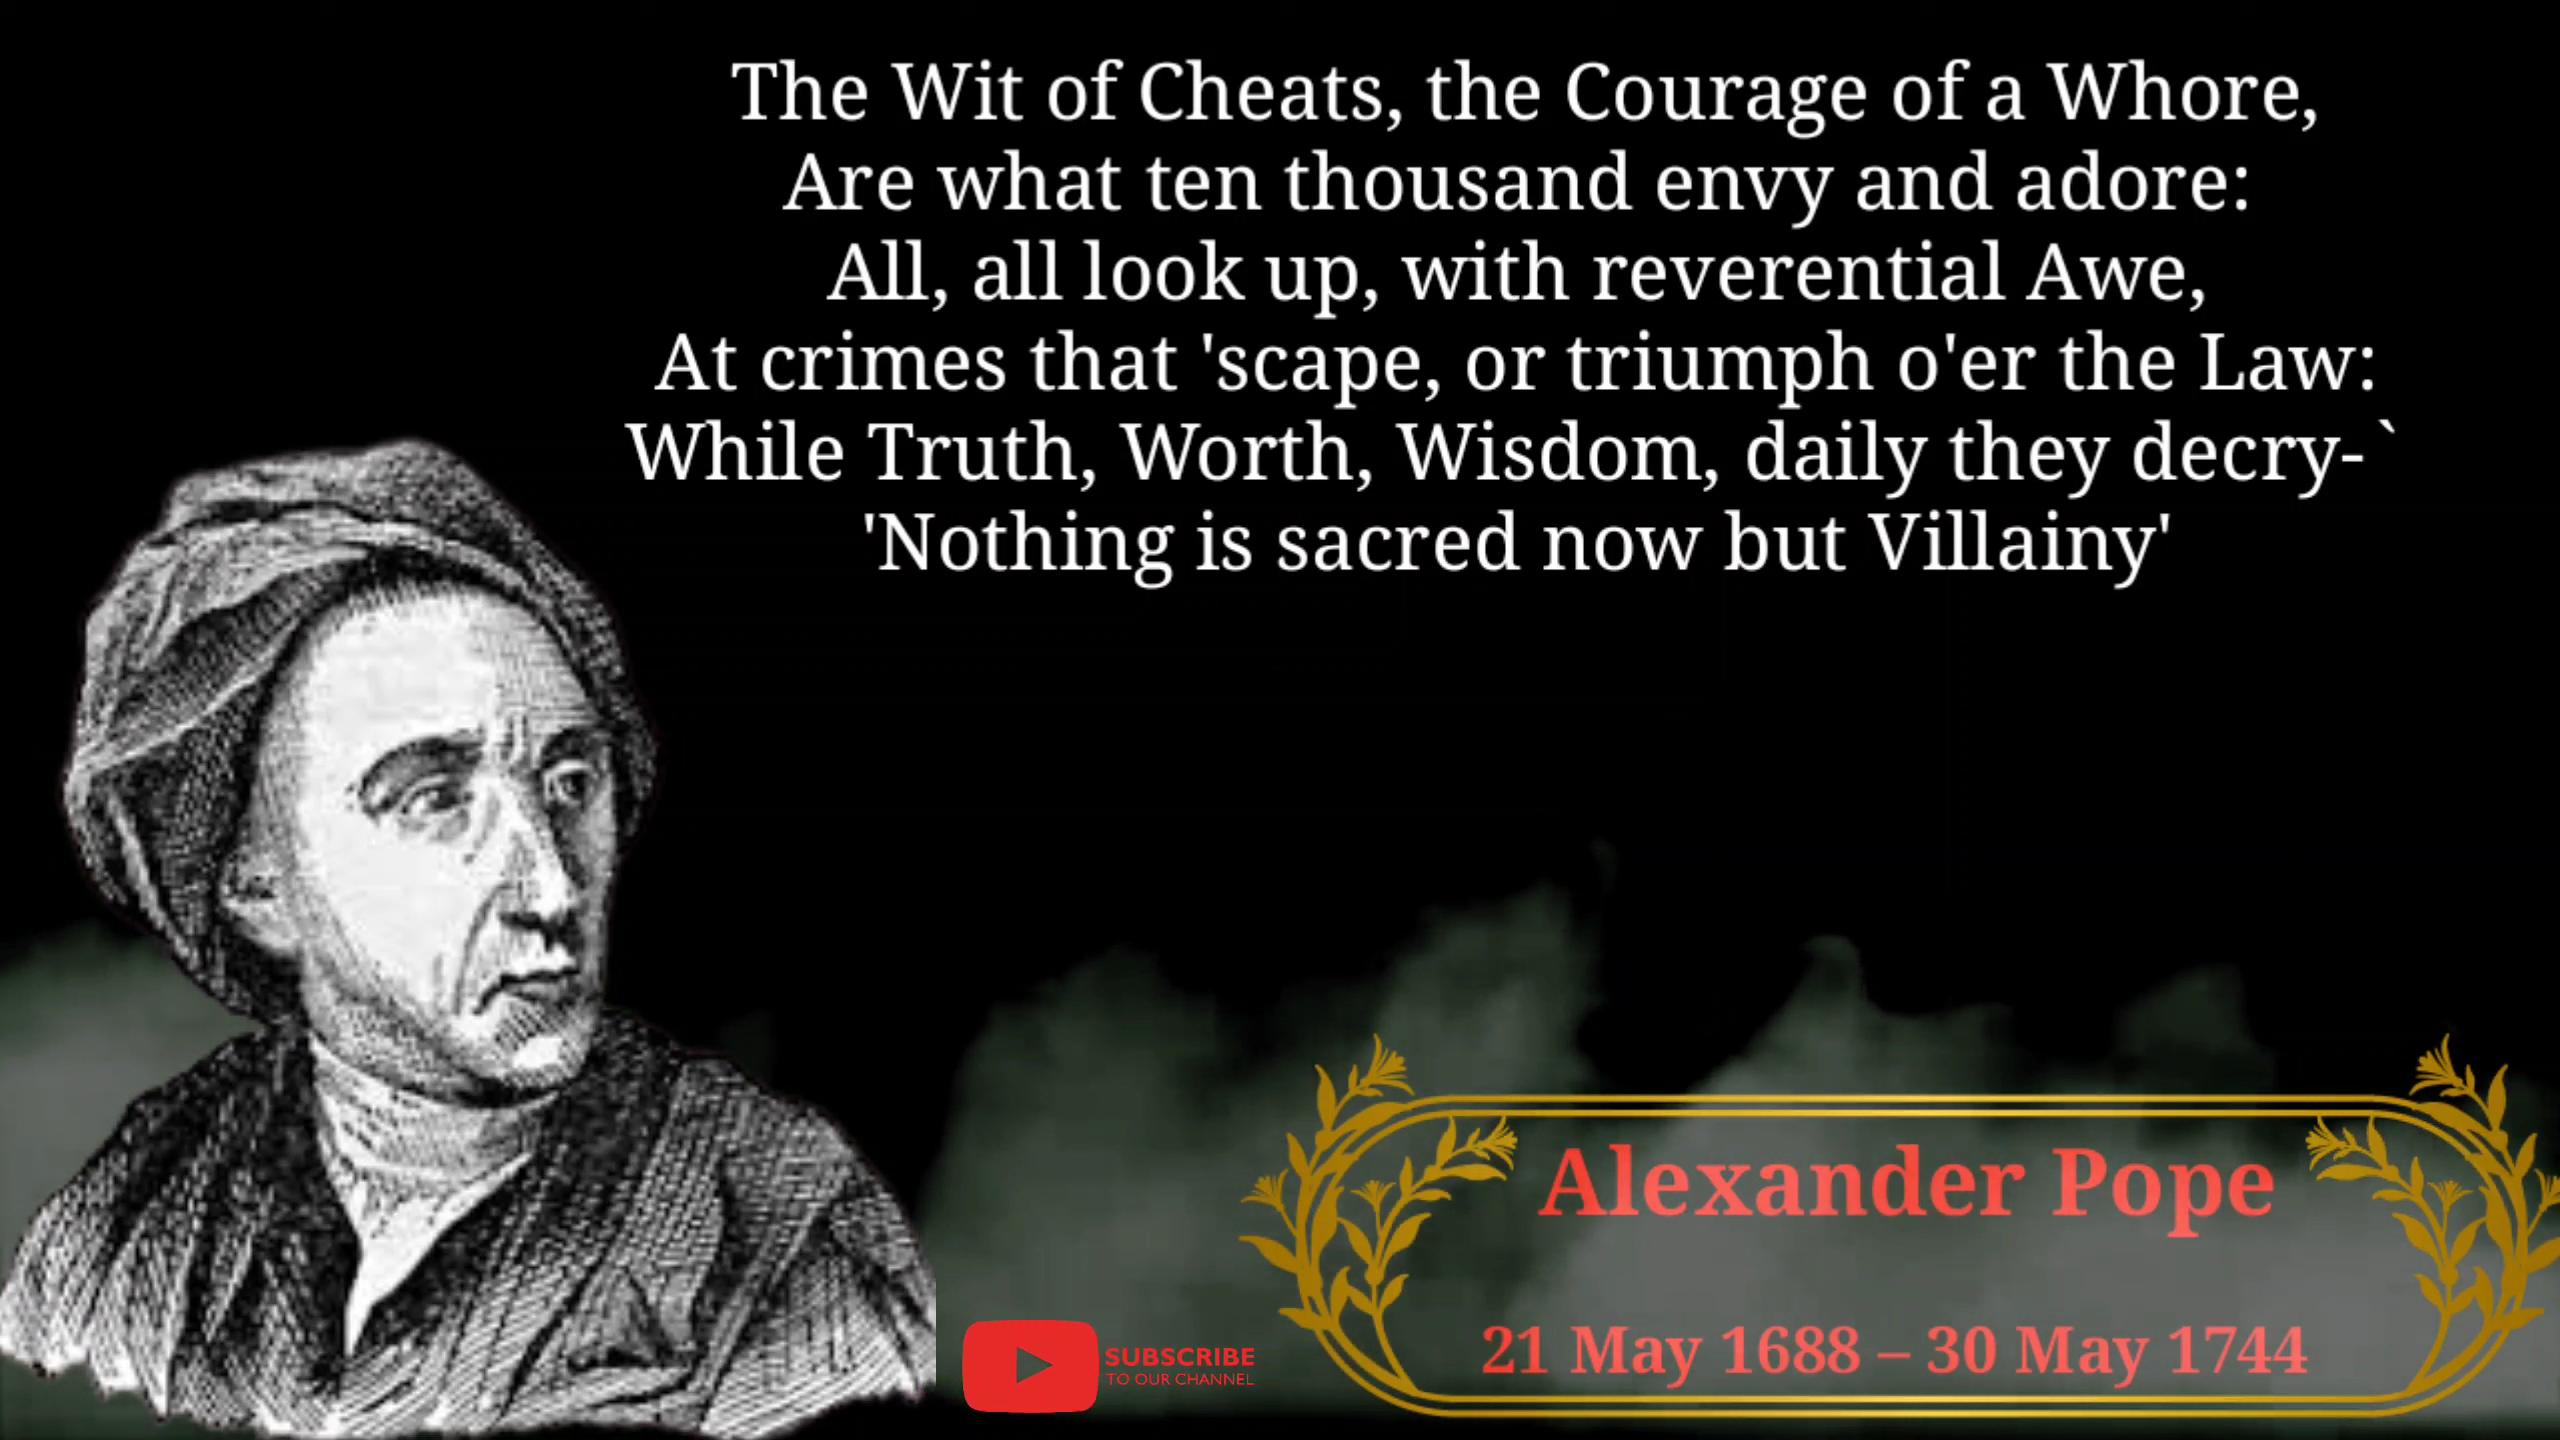 The Wit of Cheats, the Courage of a Whore,
Are what ten thousand envy and adore:
All, all look up, with reverential Awe,
At crimes that 'scape, or triumph o'er the Law:
While Truth, Worth, Wisdom, daily they decry-`
'Nothing is sacred now but Villainy'
Alexander Pope
21 May 1688 – 30 May 1744
SUBSCRIBE
TO OUR CHANNEL